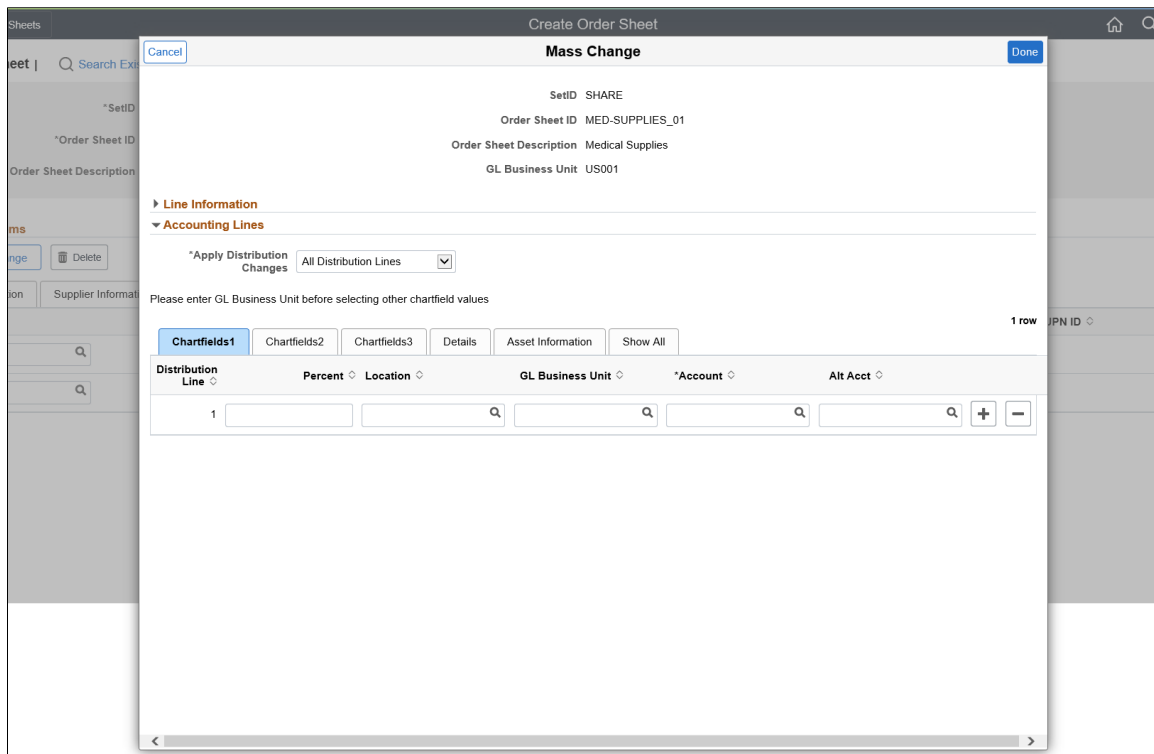 Sheets
Create Order Sheet
Cancel
Mass Change
Done
eet |
Search Exi
*SetID
*Order Sheet ID
Order Sheet Description
SetID SHARE
Order Sheet ID MED-SUPPLIES_01
Order Sheet Description Medical Supplies
GL Business Unit US001
Line Information
Accounting Lines
ms
nge
Delete
*Apply Distribution
Changes
All Distribution Lines
tion
Supplier Informati
Please enter GL Business Unit before selecting other chartfield values
1 row
UPN ID
Chartfields1
Chartfields2
Chartfields3
Details
Asset Information
Show All
Distribution
Line
Percent
Location
GL Business Unit
*Account
Alt Acct
1